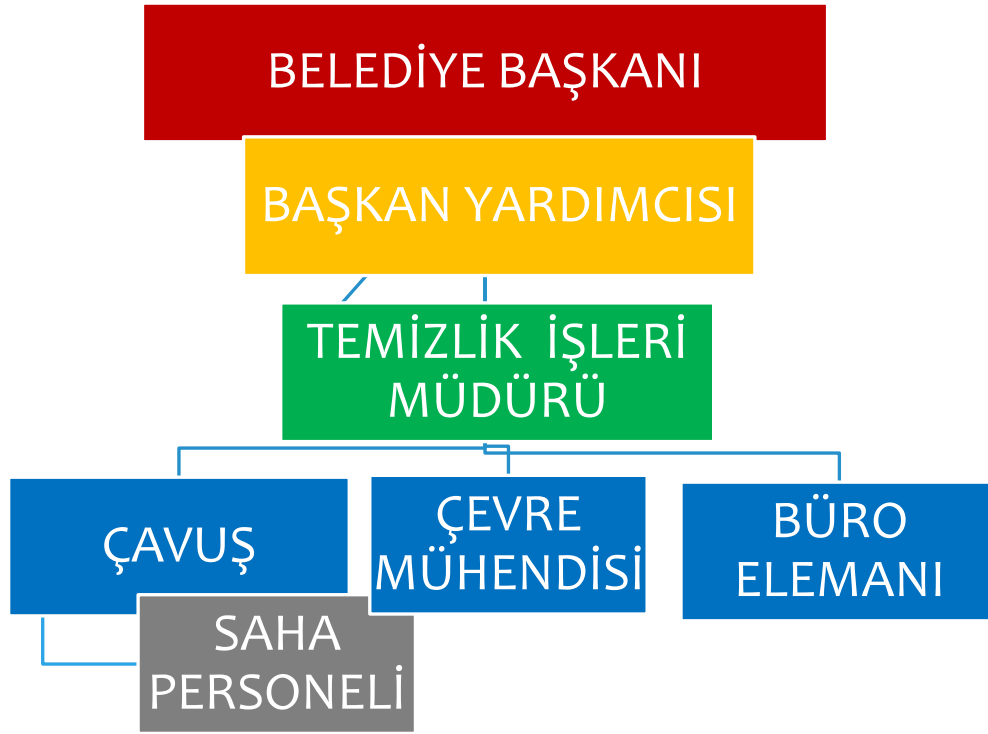 BELEDİYE BAŞKANI
BAŞKAN YARDIMCISI
TEMİZLİK İŞLERİ
MÜDÜRÜ
ÇAVUŞ
ÇEVRE
MÜHENDİSİ
BÜRO
ELEMANI
SAHA
PERSONELİ